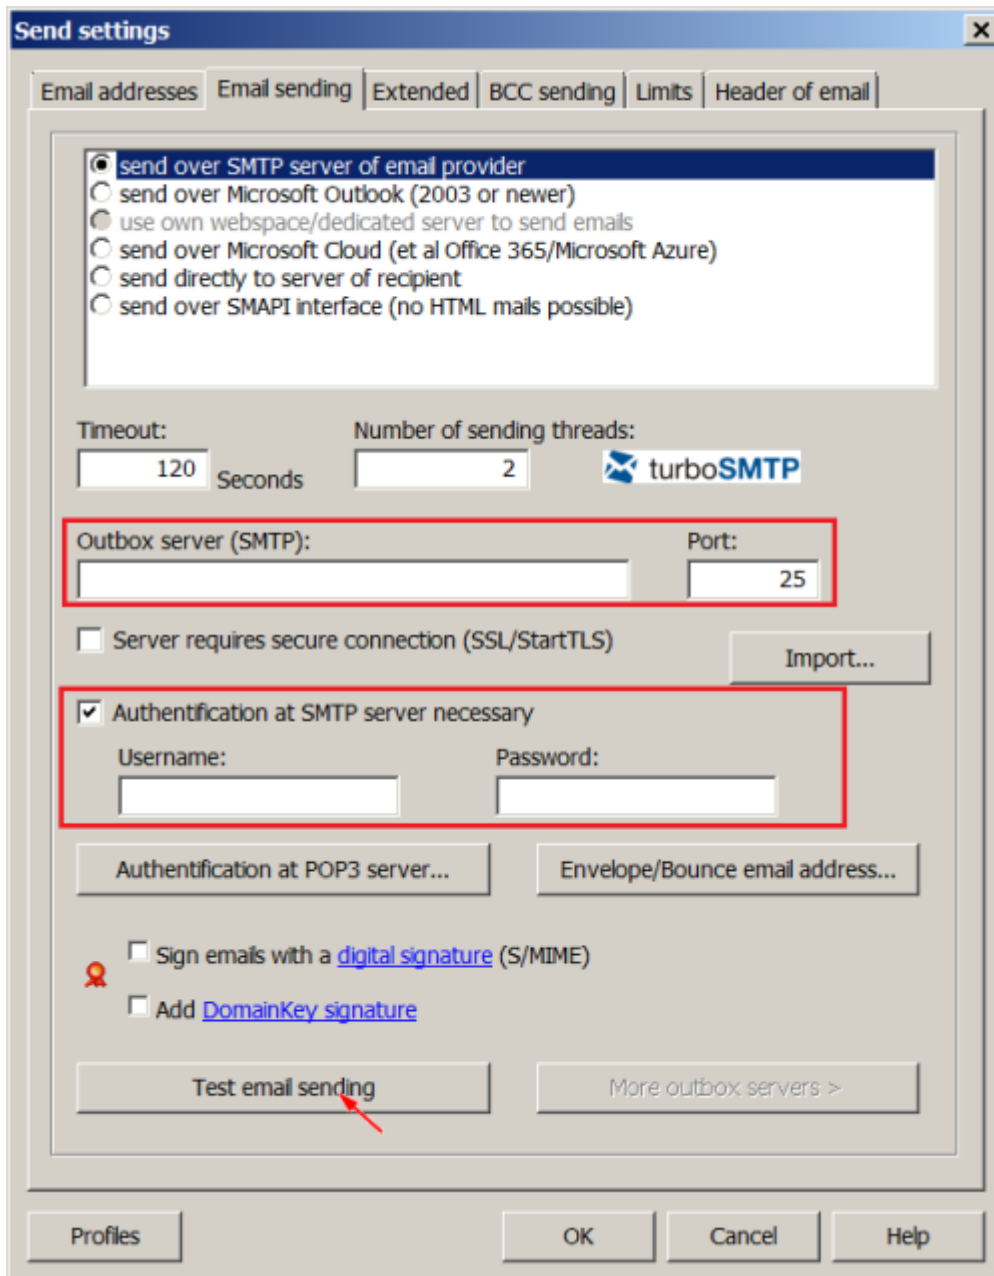 Send settings
Email addresses Email sending Extended BCC sending Limits Header of email
send over SMTP server of email provider
send over Microsoft Outlook (2003 or newer)
use own webspace/dedicated server to send emails
send over Microsoft Cloud (et al Office 365/Microsoft Azure)
send directly to server of recipient
send over SMAPI interface (no HTML mails possible)
Timeout: Number of sending threads:
120 Seconds 2 turboSMTP
Outbox server (SMTP): Port:
25
Server requires secure connection (SSL/StartTLS)
Import...
Authentification at SMTP server necessary
Username: Password:
Authentification at POP3 server... Envelope/Bounce email address...
Sign emails with a digital signature (S/MIME)
Add DomainKey signature
Test email sending More outbox servers >
Profiles OK Cancel Help